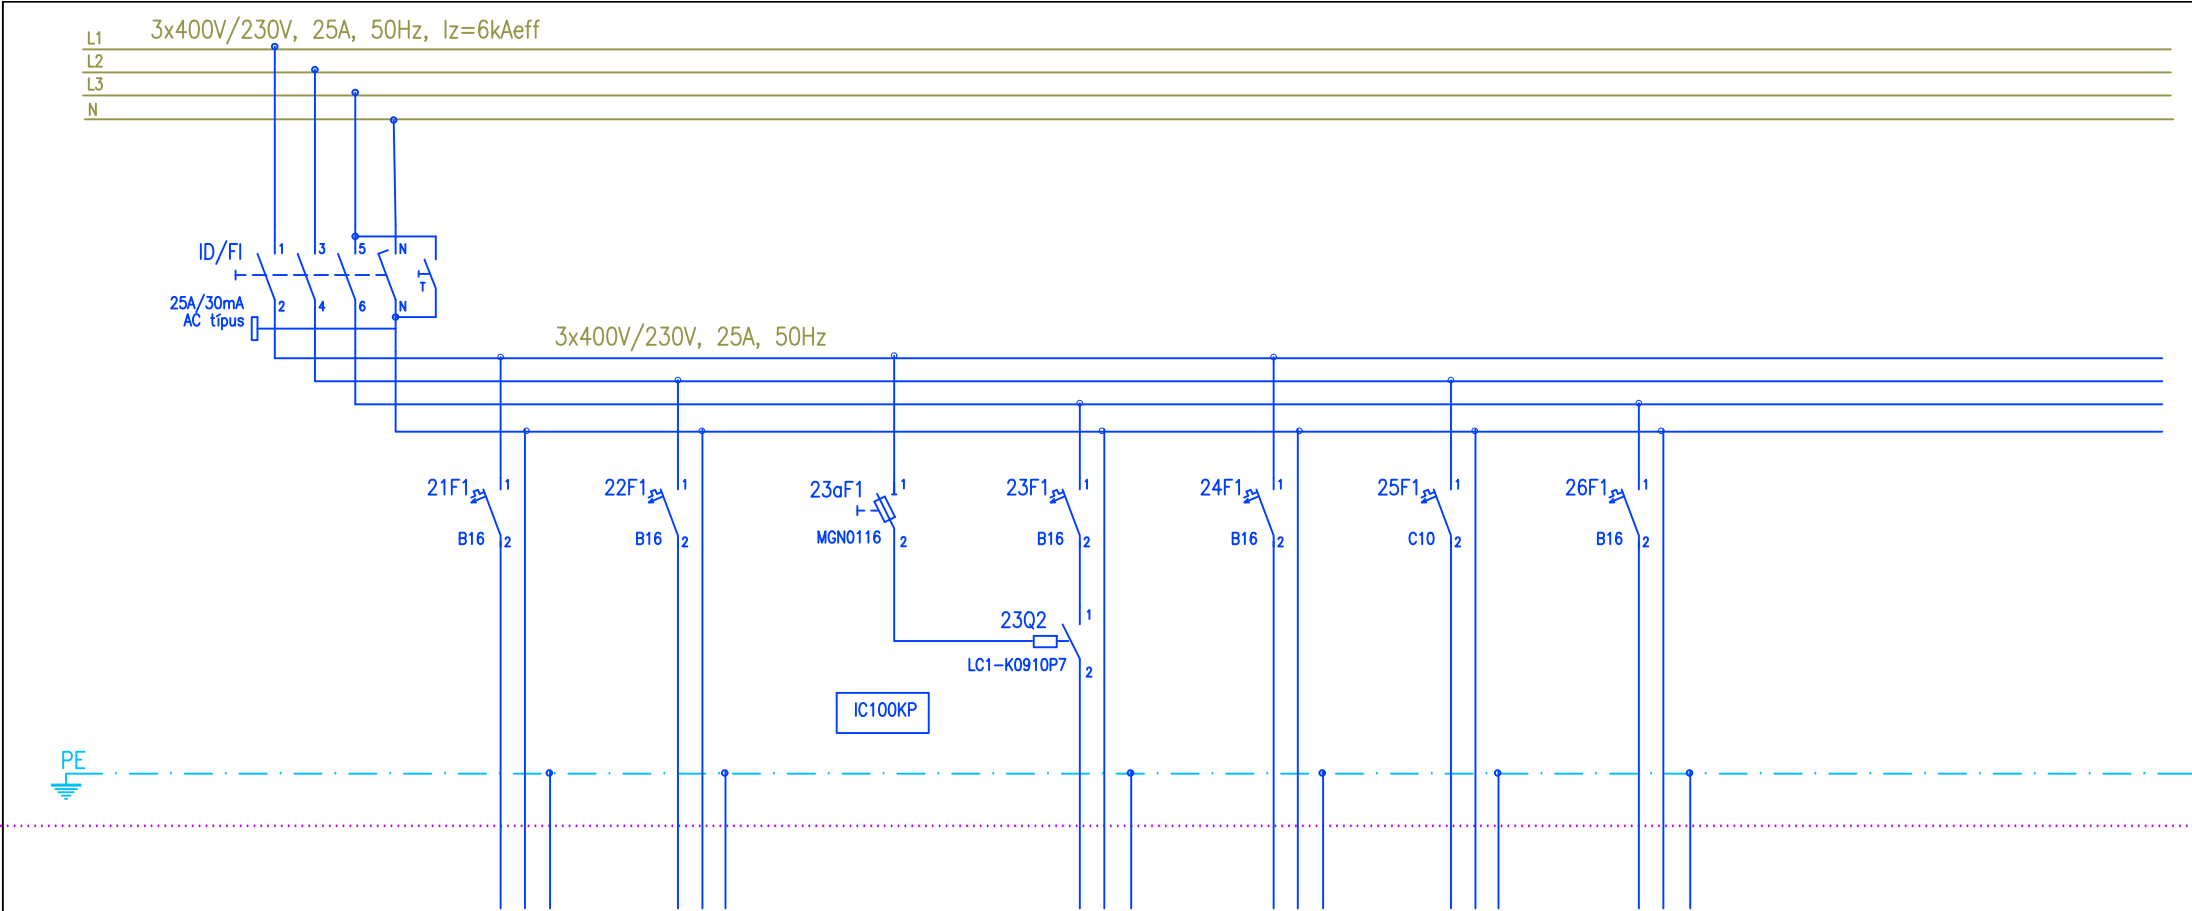 3x400V/230V, 25A, 50Hz, Iz=6kAeff
L1
L2
L3
N
ID/FI
1
3
5
N
T
25A/30mA
AC típus
2
4
6
N
3x400V/230V, 25A, 50Hz
21F1
1
B16
2
22F1
1
B16
2
23aF1
1
MGN0116
2
23F1
1
B16
2
24F1
1
B16
2
25F1
1
C10
2
26F1
1
B16
2
23Q2
1
LC1-K0910P7
2
IC100KP
PE